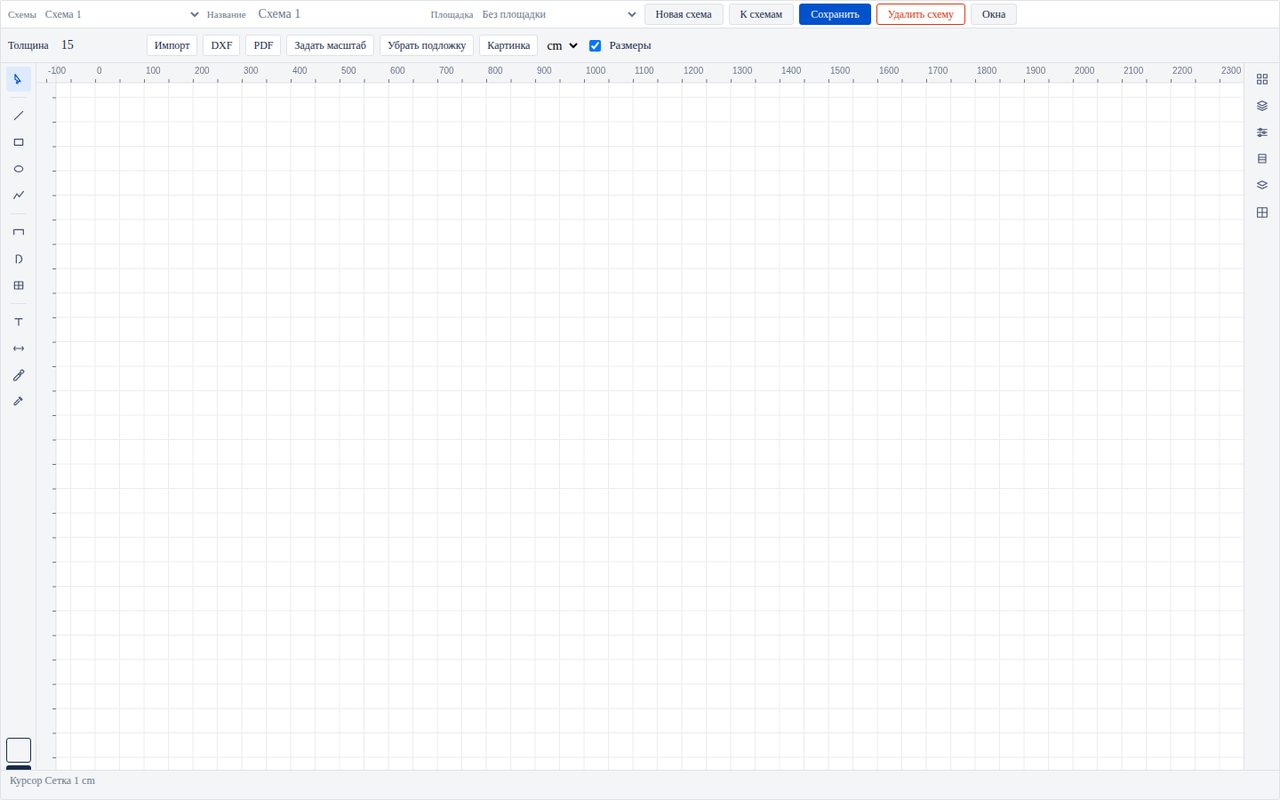 Схемы Схема 1 Название Схема 1 Площадка Без площадки Новая схема К схемам Сохранить Удалить схему Окна
Толщина 15 Импорт DXF PDF Задать масштаб Убрать подложку Картинка cm Размеры
-100 0 100 200 300 400 500 600 700 800 900 1000 1100 1200 1300 1400 1500 1600 1700 1800 1900 2000 2100 2200 2300
Курсор Сетка 1 cm